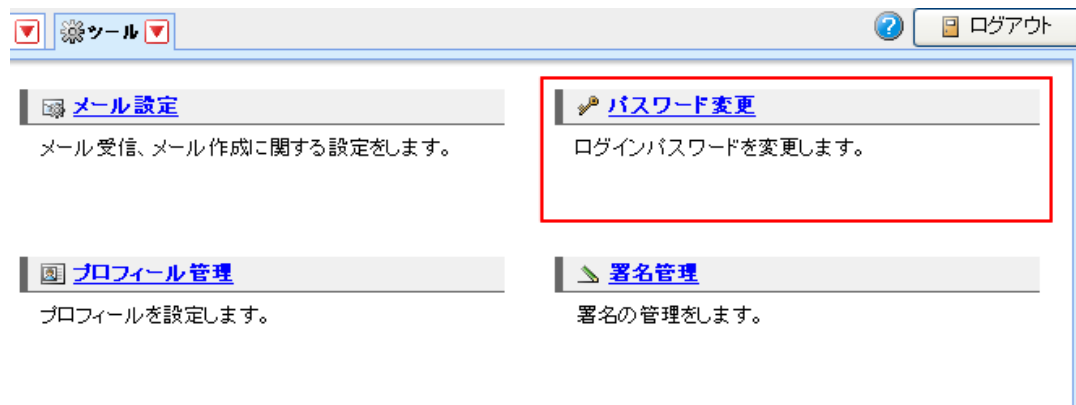 ツール
ログアウト
メール設定
メール受信、メール作成に関する設定をします。
パスワード変更
ログインパスワードを変更します。
プロフィール管理
プロフィールを設定します。
署名管理
署名の管理をします。